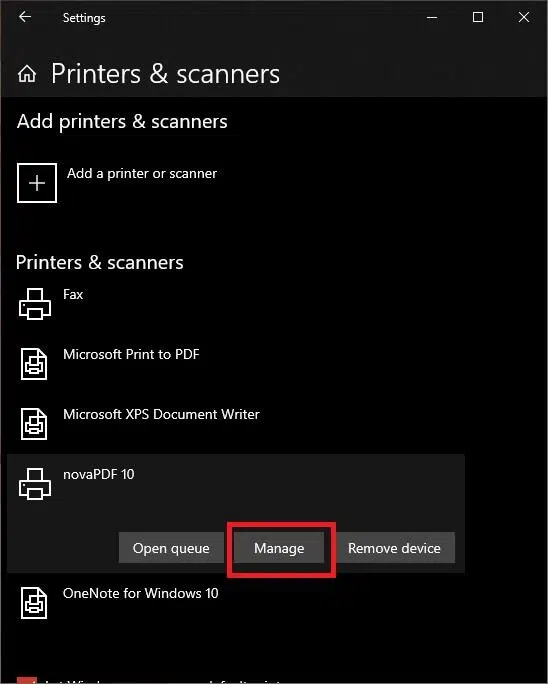 Settings
Printers & scanners
Add printers & scanners
Add a printer or scanner
Printers & scanners
Fax
Microsoft Print to PDF
Microsoft XPS Document Writer
novaPDF 10
Open queue
Manage
Remove device
OneNote for Windows 10